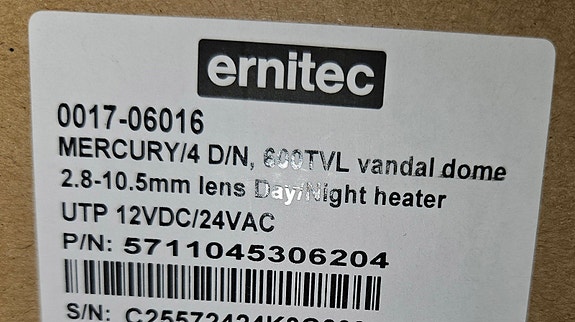 ernitec
0017-06016
MERCURY/4 D/N, 600TVL vandal dome
2.8-10.5mm lens Day/Night heater
UTP 12VDC/24VAC
P/N: 5711045306204
S/N: